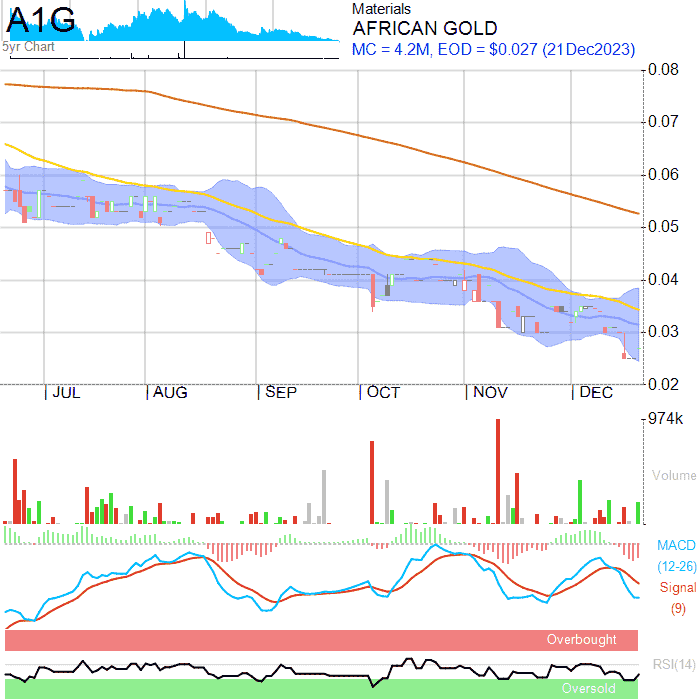 A1G
5yr Chart
Materials
AFRICAN GOLD
MC = 4.2M, EOD = $0.027 (21Dec2023)
0.08
0.07
0.06
0.05
0.04
0.03
0.02
JUL AUG SEP OCT NOV DEC
974k
Volume
MACD
(12-26)
Signal
(9)
Overbought
RSI(14)
Oversold